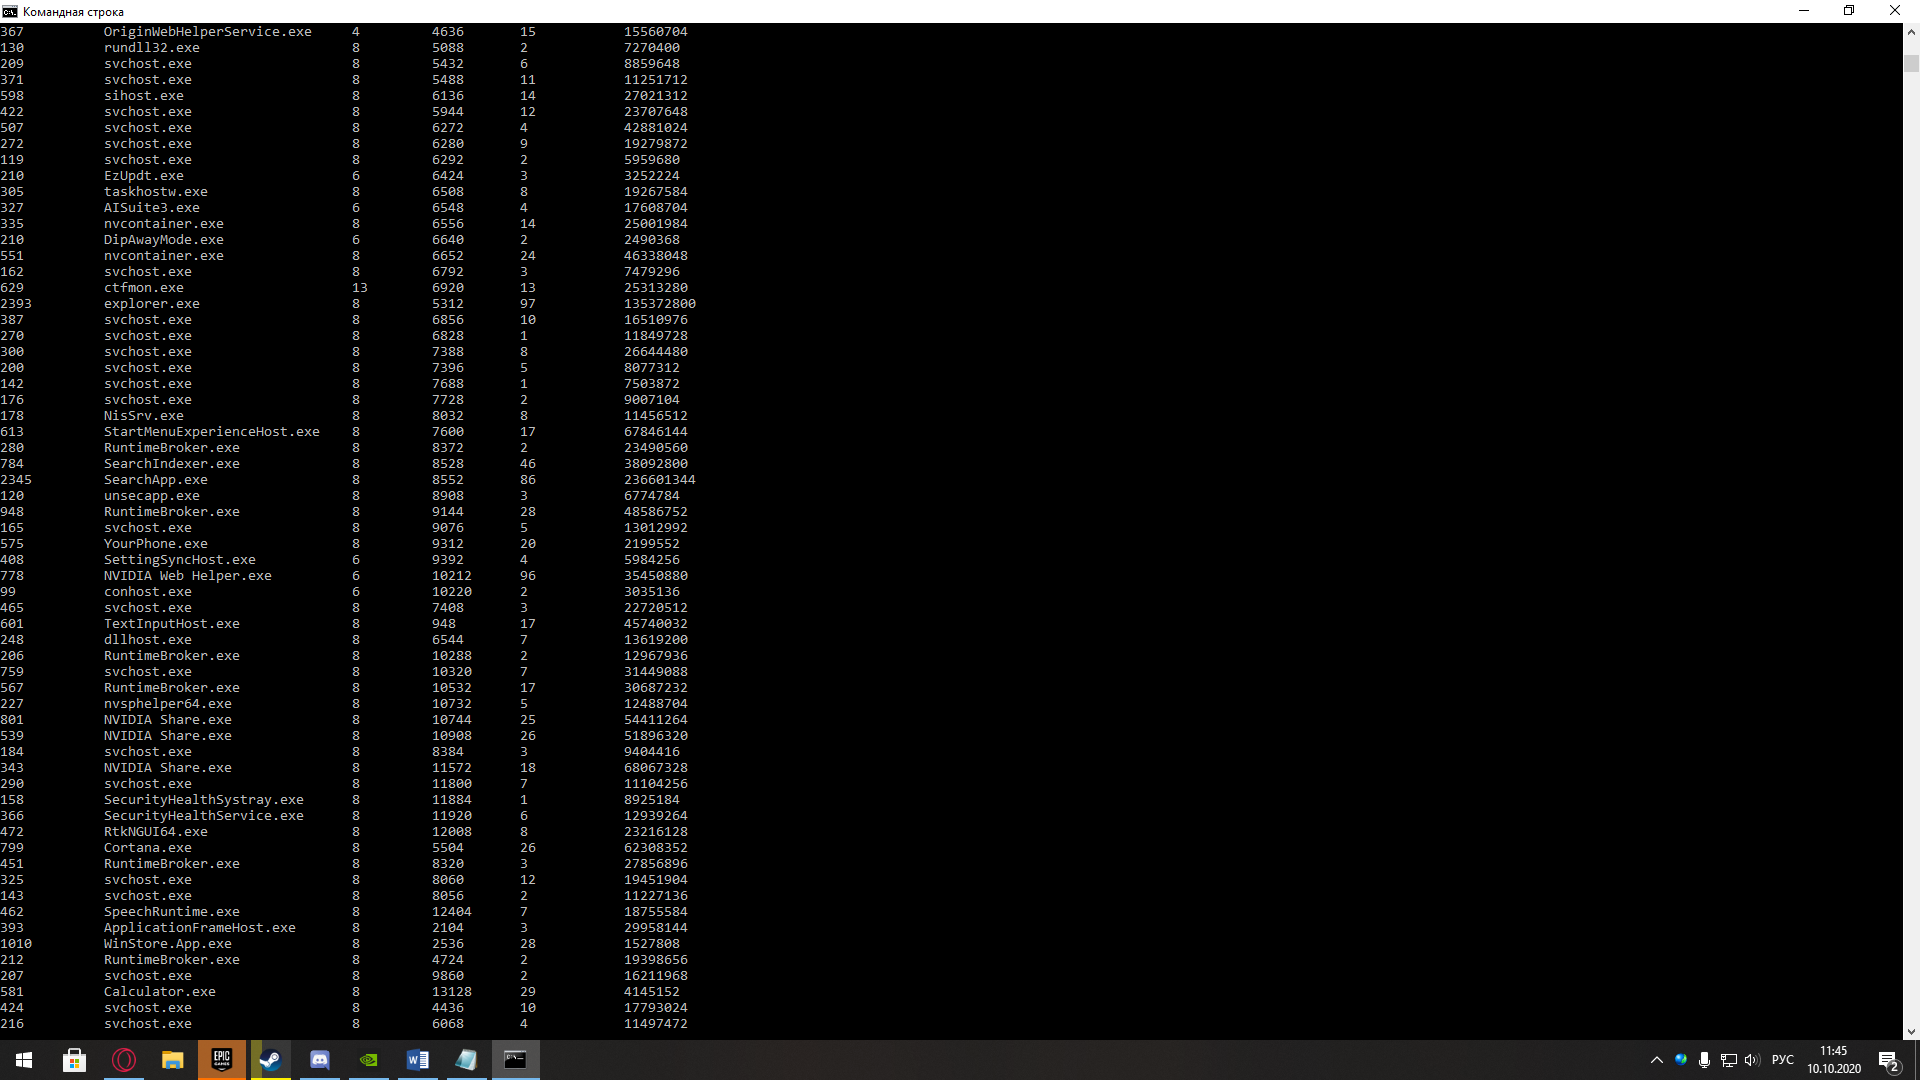 Командная строка
367 OriginWebHelperService.exe 4 4636 15 15560704
130 rundll32.exe 8 5088 2 7270400
209 svchost.exe 8 5432 6 8859648
371 svchost.exe 8 5488 11 11251712
598 sihost.exe 8 6136 14 27021312
422 svchost.exe 8 5944 12 23707648
507 svchost.exe 8 6272 4 42881024
272 svchost.exe 8 6280 9 19279872
119 svchost.exe 8 6292 2 5959680
210 EzUpdt.exe 6 6424 3 3252224
305 taskhostw.exe 8 6508 8 19267584
327 AISuite3.exe 6 6548 4 17608704
335 nvcontainer.exe 8 6556 14 25001984
210 DipAwayMode.exe 6 6640 2 2490368
551 nvcontainer.exe 8 6652 24 46338048
162 svchost.exe 8 6792 3 7479296
629 ctfmon.exe 13 6920 13 25313280
2393 explorer.exe 8 5312 97 135372800
387 svchost.exe 8 6856 10 16510976
270 svchost.exe 8 6828 1 11849728
300 svchost.exe 8 7388 8 26644480
200 svchost.exe 8 7396 5 8077312
142 svchost.exe 8 7688 1 7503872
176 svchost.exe 8 7728 2 9007104
178 NisSrv.exe 8 8032 8 11456512
613 StartMenuExperienceHost.exe 8 7600 17 67846144
280 RuntimeBroker.exe 8 8372 2 23490560
784 SearchIndexer.exe 8 8528 46 38092800
2345 SearchApp.exe 8 8552 86 236601344
120 unsecapp.exe 8 8908 3 6774784
948 RuntimeBroker.exe 8 9144 28 48586752
165 svchost.exe 8 9076 5 13012992
575 YourPhone.exe 8 9312 20 2199552
408 SettingSyncHost.exe 6 9392 4 5984256
778 NVIDIA Web Helper.exe 6 10212 96 35450880
99 conhost.exe 6 10220 2 3035136
465 svchost.exe 8 7408 3 22720512
601 TextInputHost.exe 8 948 17 45740032
248 dllhost.exe 8 6544 7 13619200
206 RuntimeBroker.exe 8 10288 2 12967936
759 svchost.exe 8 10320 7 31449088
567 RuntimeBroker.exe 8 10532 17 30687232
227 nvsphelper64.exe 8 10732 5 12488704
801 NVIDIA Share.exe 8 10744 25 54411264
539 NVIDIA Share.exe 8 10908 26 51896320
184 svchost.exe 8 8384 3 9404416
343 NVIDIA Share.exe 8 11572 18 68067328
290 svchost.exe 8 11800 7 11104256
158 SecurityHealthSystray.exe 8 11884 1 8925184
366 SecurityHealthService.exe 8 11920 6 12939264
472 RtkNGUI64.exe 8 12008 8 23216128
799 Cortana.exe 8 5504 26 62308352
451 RuntimeBroker.exe 8 8320 3 27856896
325 svchost.exe 8 8060 12 19451904
143 svchost.exe 8 8056 2 11227136
462 SpeechRuntime.exe 8 12404 7 18755584
393 ApplicationFrameHost.exe 8 2104 3 29958144
1010 WinStore.App.exe 8 2536 28 1527808
212 RuntimeBroker.exe 8 4724 2 19398656
207 svchost.exe 8 9860 2 16211968
581 Calculator.exe 8 13128 29 4145152
424 svchost.exe 8 4436 10 17793024
216 svchost.exe 8 6068 4 11497472
EPIC GAMES
РУС
11:45
10.10.2020
2